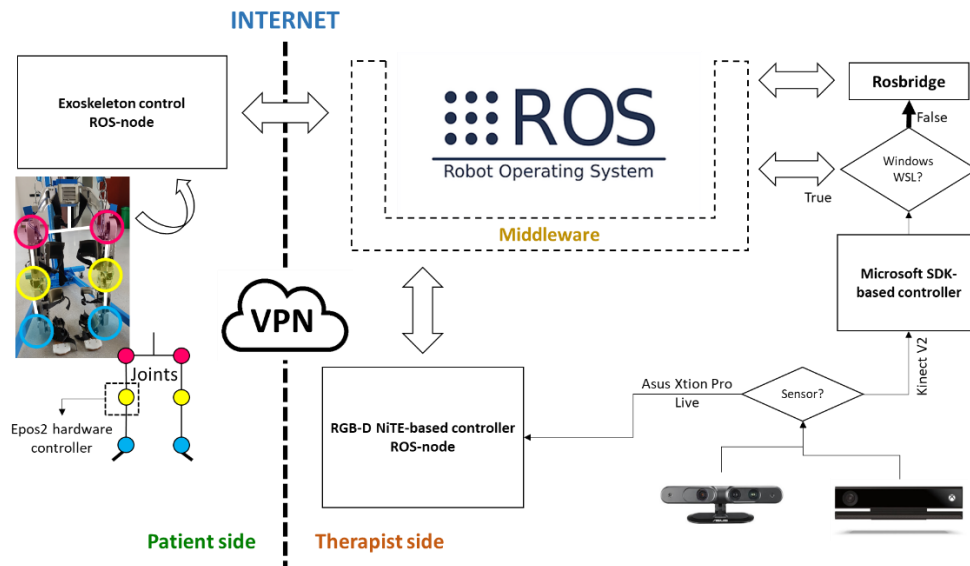 INTERNET
Exoskeleton control
ROS-node
ROS
Robot Operating System
Middleware
Rosbridge
False
Windows
WSL?
True
Microsoft SDK-
based controller
VPN
Joints
Epos2 hardware
controller
RGB-D NiTE-based controller
ROS-node
Asus Xtion Pro
Live
Sensor?
Kinect V2
ASUS
Patient side
Therapist side